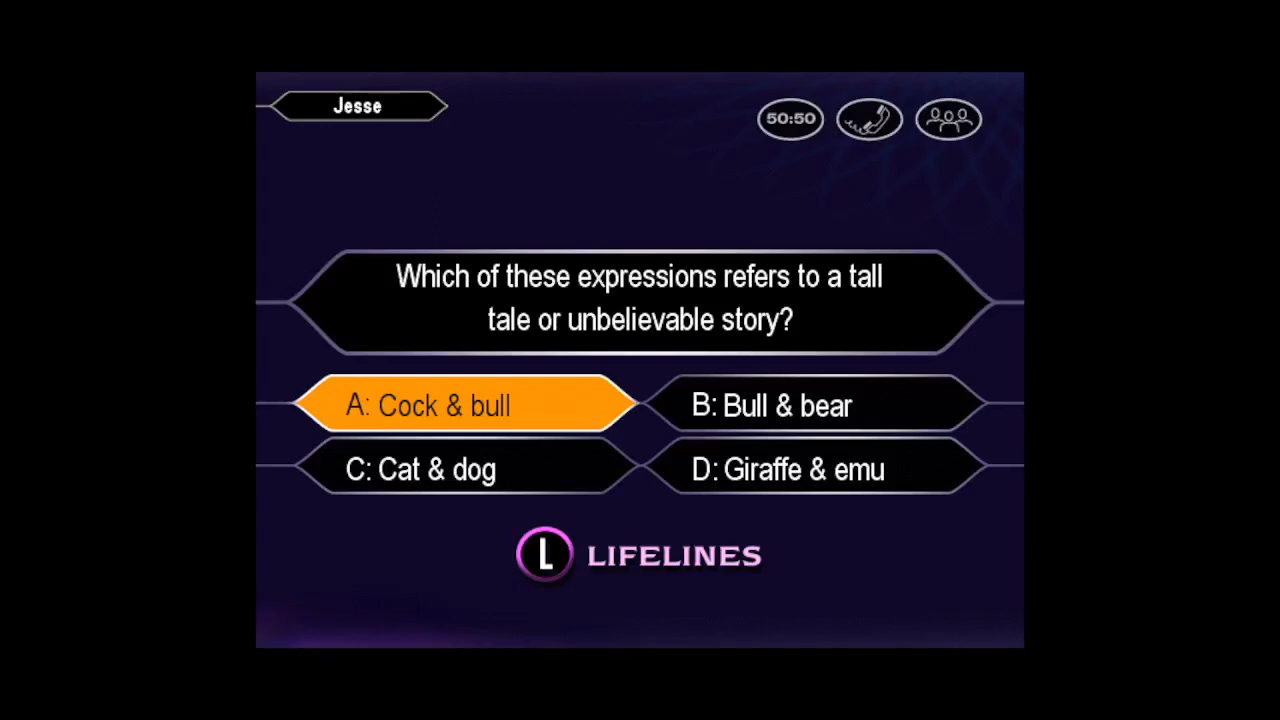 Jesse
50:50
Which of these expressions refers to a tall
tale or unbelievable story?
A: Cock & bull
B: Bull & bear
C: Cat & dog
D: Giraffe & emu
L LIFELINES